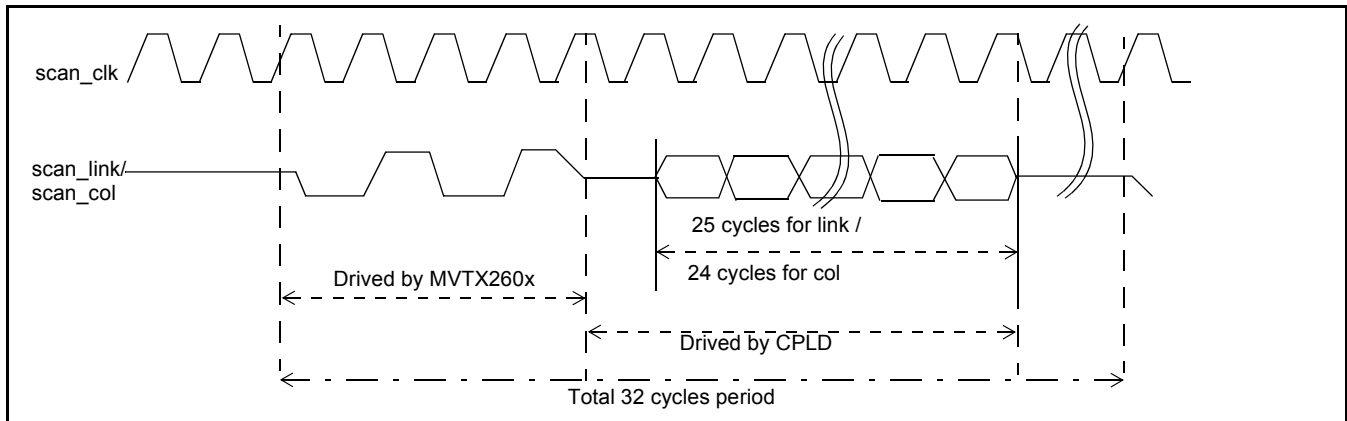 scan_clk
scan_link/
scan_col
25 cycles for link /
24 cycles for col
Drived by MVTX260x
Drived by CPLD
Total 32 cycles period